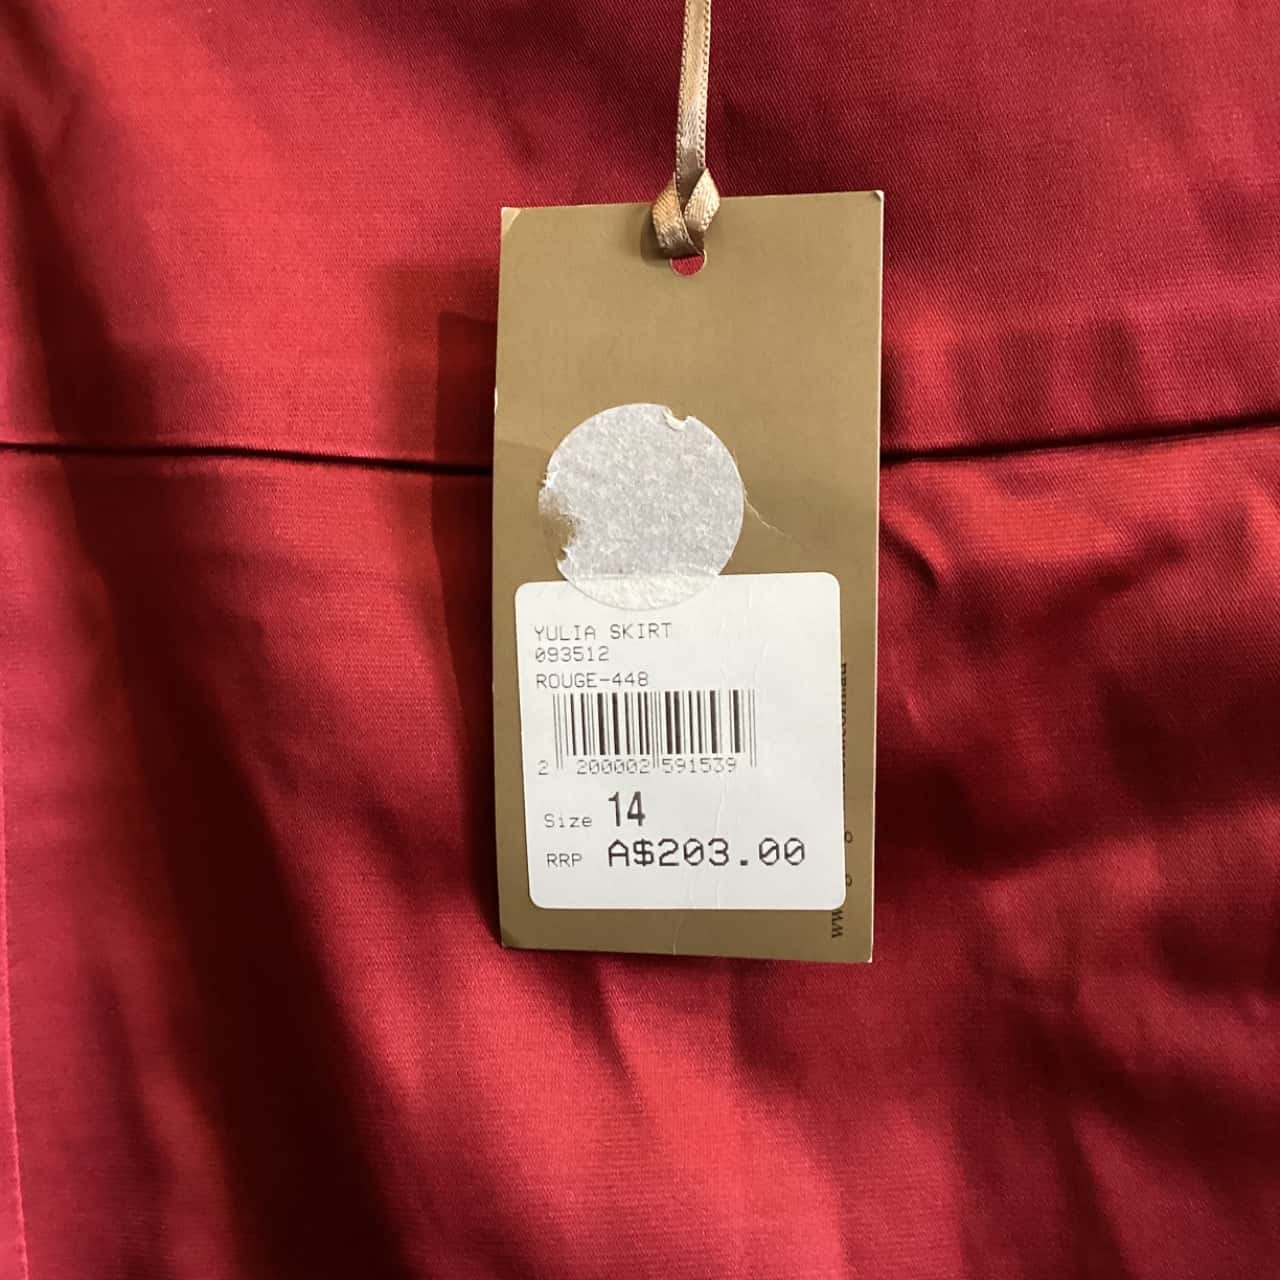 YULIA SKIRT
093512
ROUGE-448
2 200002 591539
Size 14
RRP A$203.00